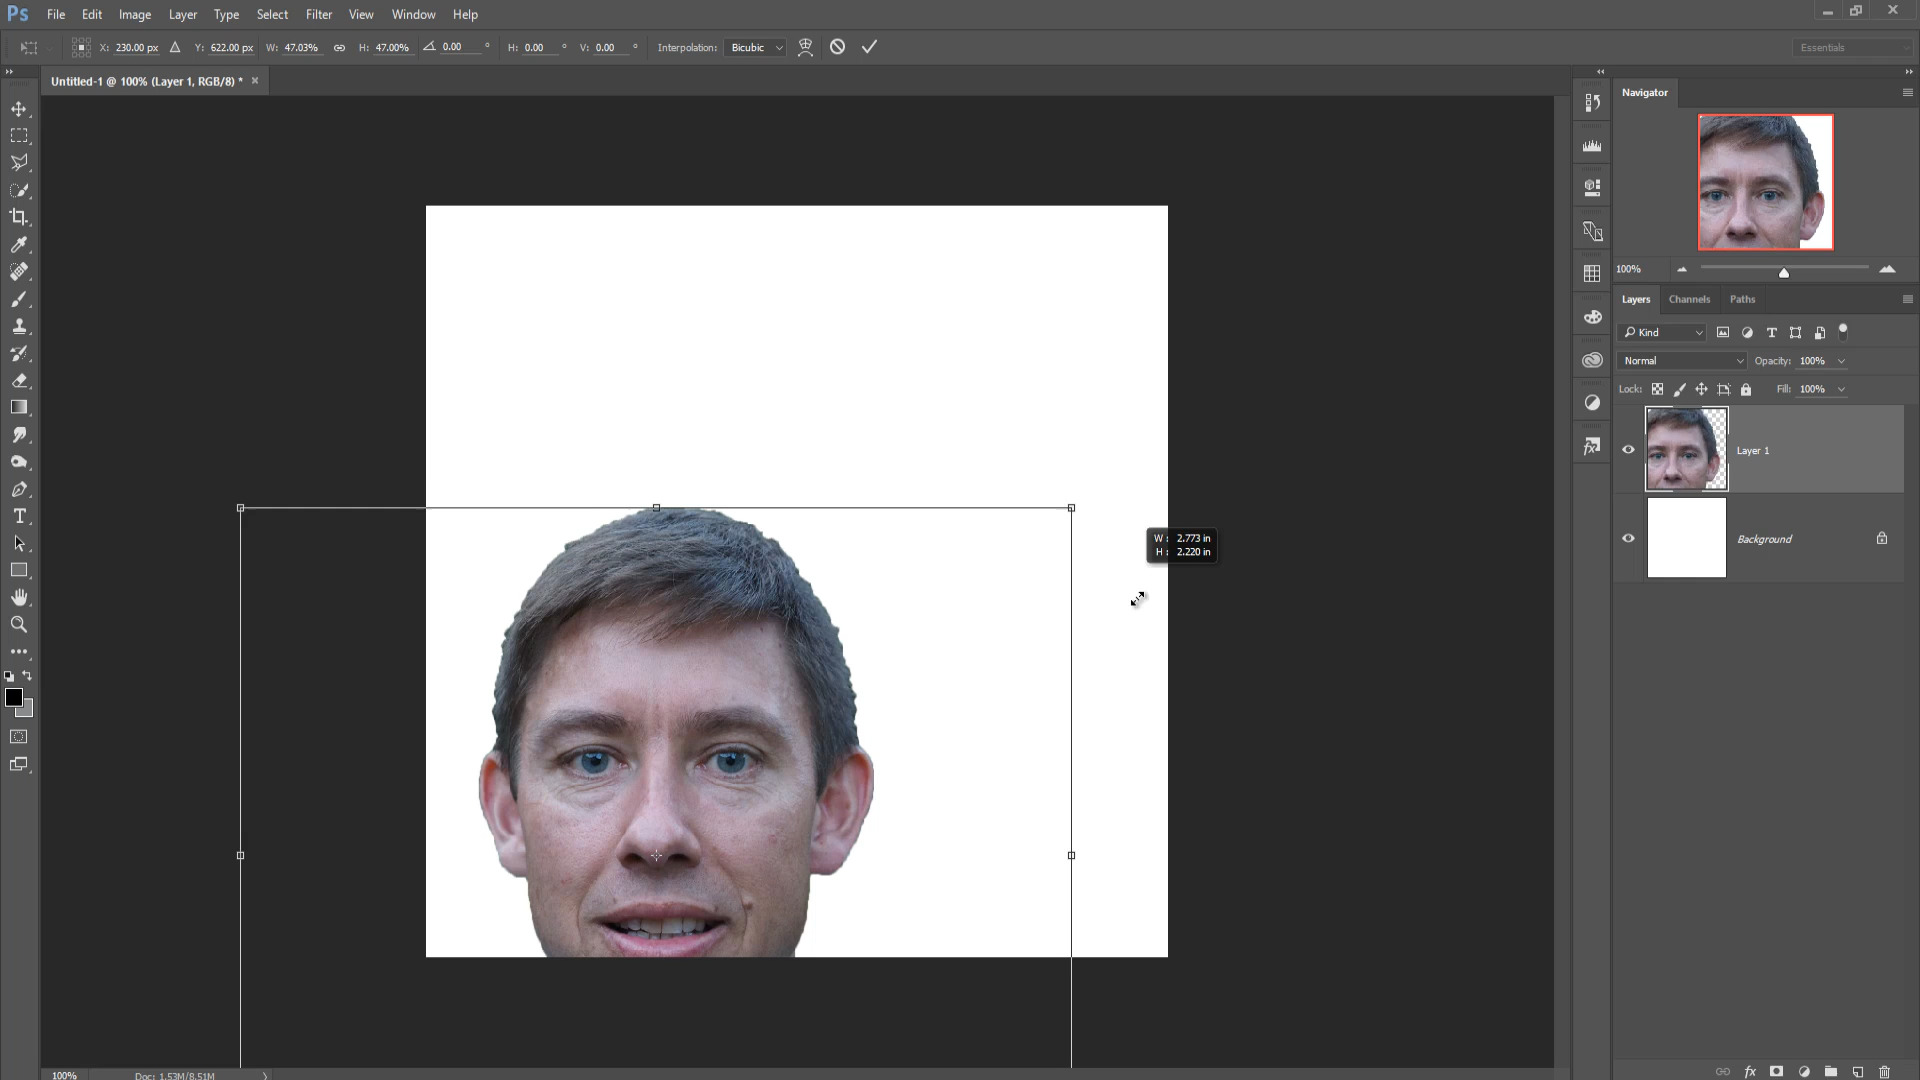 Ps File Edit Image Layer Type Select Filter View Window Help
X: 230.00 px Y: 622.00 px W: 47.03% H: 47.00% 0.00 ° H: 0.00 ° V: 0.00 ° Interpolation: Bicubic Essentials
Untitled-1 @ 100% (Layer 1, RGB/8) * ×
Navigator
100%
Layers Channels Paths
Kind
Normal Opacity: 100%
Lock: Fill: 100%
Layer 1
Background
W : 2.773 in
H : 2.220 in
fx
100% Doc: 1.53M/8.51M